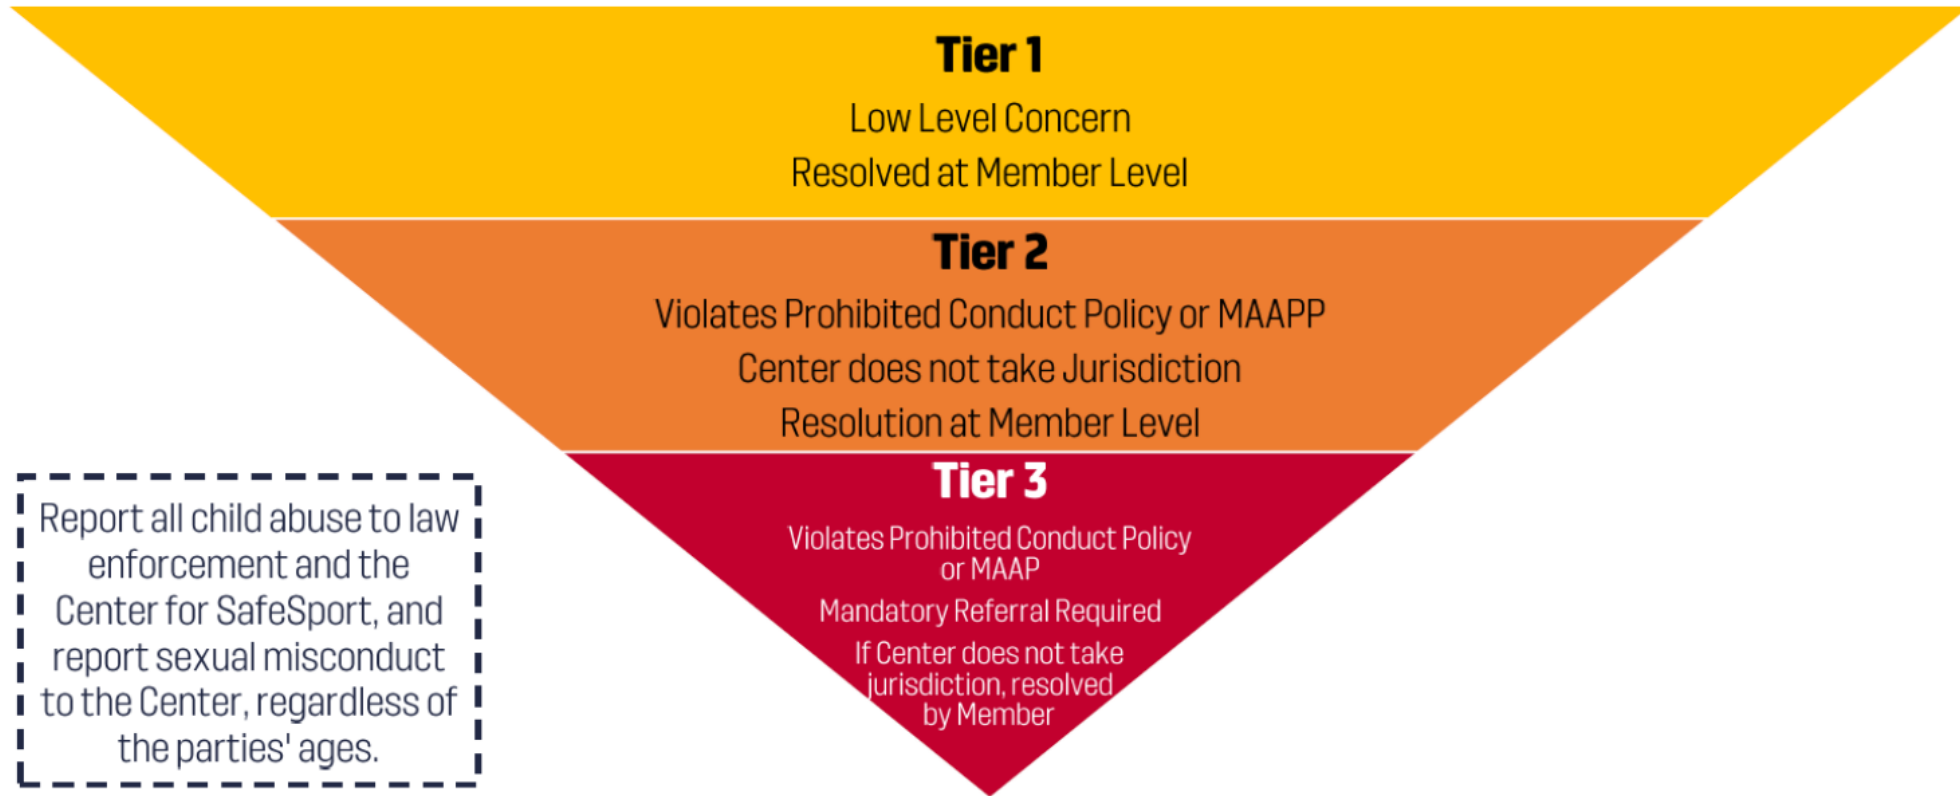 Tier 1
Low Level Concern
Resolved at Member Level
Tier 2
Violates Prohibited Conduct Policy or MAAPP
Center does not take Jurisdiction
Resolution at Member Level
Tier 3
Violates Prohibited Conduct Policy
or MAAP
Mandatory Referral Required
If Center does not take
jurisdiction, resolved
by Member
Report all child abuse to law
enforcement and the
Center for SafeSport, and
report sexual misconduct
to the Center, regardless of
the parties' ages.